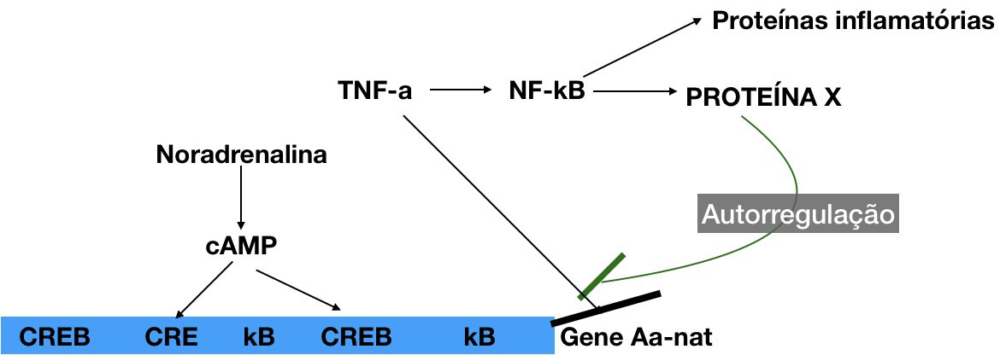 Proteínas inflamatórias
TNF-a
NF-kB
PROTEÍNA X
Noradrenalina
Autorregulação
cAMP
CREB CRE kB CREB kB Gene Aa-nat